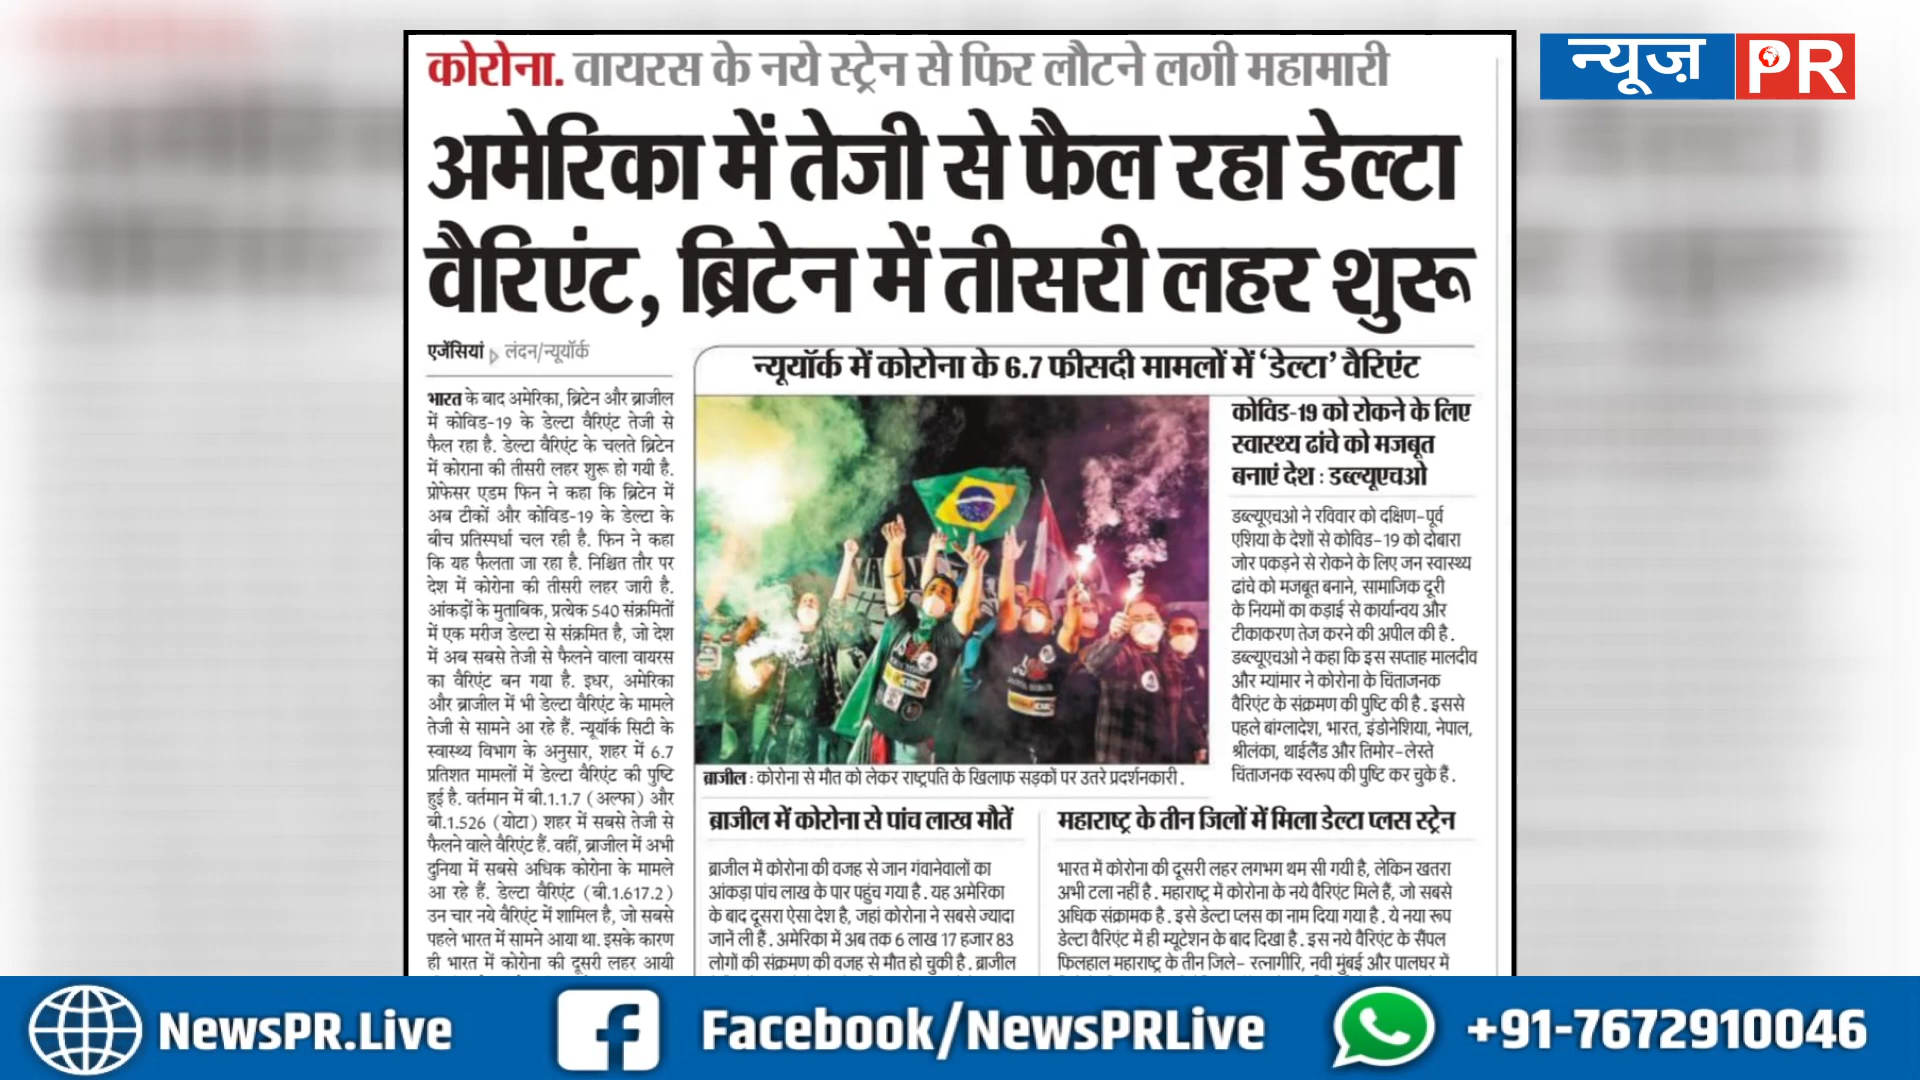 कोरोना. वायरस के नये स्ट्रेन से फिर लौटने लगी महामारी
अमेरिका में तेजी से फैल रहा डेल्टा
वैरिएंट, ब्रिटेन में तीसरी लहर शुरू
न्यूज़ PR
एजेंसियां लंदन/न्यूयॉर्क
भारत के बाद अमेरिका, ब्रिटेन और ब्राजील
में कोविड-19 के डेल्टा वैरिएंट तेजी से
फैल रहा है. डेल्टा वैरिएंट के चलते ब्रिटेन
में कोराना की तीसरी लहर शुरू हो गयी है.
प्रोफेसर एडम फिन ने कहा कि ब्रिटेन में
अब टीकों और कोविड-19 के डेल्टा के
बीच प्रतिस्पर्धा चल रही है. फिन ने कहा
कि यह फैलता जा रहा है. निश्चित तौर पर
देश में कोरोना की तीसरी लहर जारी है.
आंकड़ों के मुताबिक, प्रत्येक 540 संक्रमितों
में एक मरीज डेल्टा से संक्रमित है, जो देश
में अब सबसे तेजी से फैलने वाला वायरस
का वैरिएंट बन गया है. इधर, अमेरिका
और ब्राजील में भी डेल्टा वैरिएंट के मामले
तेजी से सामने आ रहे हैं. न्यूयॉर्क सिटी के
स्वास्थ्य विभाग के अनुसार, शहर में 6.7
प्रतिशत मामलों में डेल्टा वैरिएंट की पुष्टि
हुई है. वर्तमान में बी.1.1.7 (अल्फा) और
बी.1.526 (योटा) शहर में सबसे तेजी से
फैलने वाले वैरिएंट हैं. वहीं, ब्राजील में अभी
दुनिया में सबसे अधिक कोरोना के मामले
आ रहे हैं. डेल्टा वैरिएंट (बी.1.617.2)
उन चार नये वैरिएंट में शामिल है, जो सबसे
पहले भारत में सामने आया था. इसके कारण
ही भारत में कोरोना की दूसरी लहर आयी
न्यूयॉर्क में कोरोना के 6.7 फीसदी मामलों में ‘डेल्टा’ वैरिएंट
ब्राजील : कोरोना से मौत को लेकर राष्ट्रपति के खिलाफ सड़कों पर उतरे प्रदर्शनकारी.
कोविड-19 को रोकने के लिए
स्वास्थ्य ढांचे को मजबूत
बनाएं देश : डब्ल्यूएचओ
डब्ल्यूएचओ ने रविवार को दक्षिण-पूर्व
एशिया के देशों से कोविड-19 को दोबारा
जोर पकड़ने से रोकने के लिए जन स्वास्थ्य
ढांचे को मजबूत बनाने, सामाजिक दूरी
के नियमों का कड़ाई से कार्यान्वय और
टीकाकरण तेज करने की अपील की है.
डब्ल्यूएचओ ने कहा कि इस सप्ताह मालदीव
और म्यांमार ने कोरोना के चिंताजनक
वैरिएंट के संक्रमण की पुष्टि की है. इससे
पहले बांग्लादेश, भारत, इंडोनेशिया, नेपाल,
श्रीलंका, थाईलैंड और तिमोर-लेस्ते
चिंताजनक स्वरूप की पुष्टि कर चुके हैं.
ब्राजील में कोरोना से पांच लाख मौतें
ब्राजील में कोरोना की वजह से जान गंवानेवालों का
आंकड़ा पांच लाख के पार पहुंच गया है. यह अमेरिका
के बाद दूसरा ऐसा देश है, जहां कोरोना ने सबसे ज्यादा
जानें ली हैं. अमेरिका में अब तक 6 लाख 17 हजार 83
लोगों की संक्रमण की वजह से मौत हो चुकी है. ब्राजील
महाराष्ट्र के तीन जिलों में मिला डेल्टा प्लस स्ट्रेन
भारत में कोरोना की दूसरी लहर लगभग थम सी गयी है, लेकिन खतरा
अभी टला नहीं है. महाराष्ट्र में कोरोना के नये वैरिएंट मिले हैं, जो सबसे
अधिक संक्रामक है. इसे डेल्टा प्लस का नाम दिया गया है. ये नया रूप
डेल्टा वैरिएंट में ही म्यूटेशन के बाद दिखा है. इस नये वैरिएंट के सैंपल
फिलहाल महाराष्ट्र के तीन जिले- रत्नागीरि, नवी मुंबई और पालघर में
NewsPR.Live
Facebook/NewsPRLive
+91-7672910046